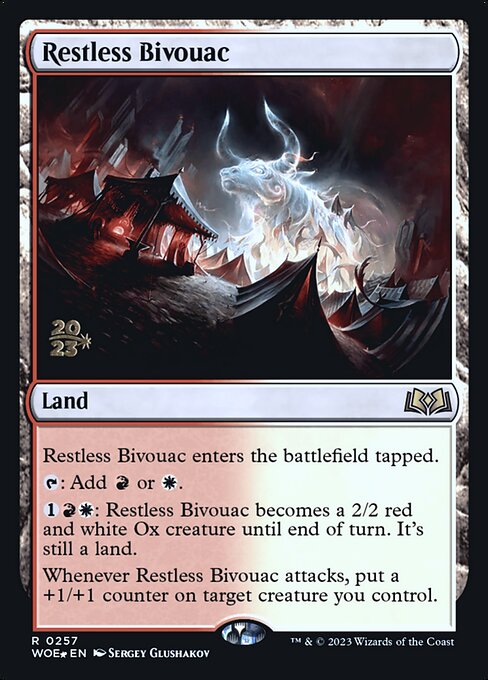 Restless Bivouac
20
23
Land
Restless Bivouac enters the battlefield tapped.
: Add or .
1 : Restless Bivouac becomes a 2/2 red
and white Ox creature until end of turn. It's
still a land.
Whenever Restless Bivouac attacks, put a
+1/+1 counter on target creature you control.
R 0257
WOE★EN Sergey Glushakov
™ & © 2023 Wizards of the Coast